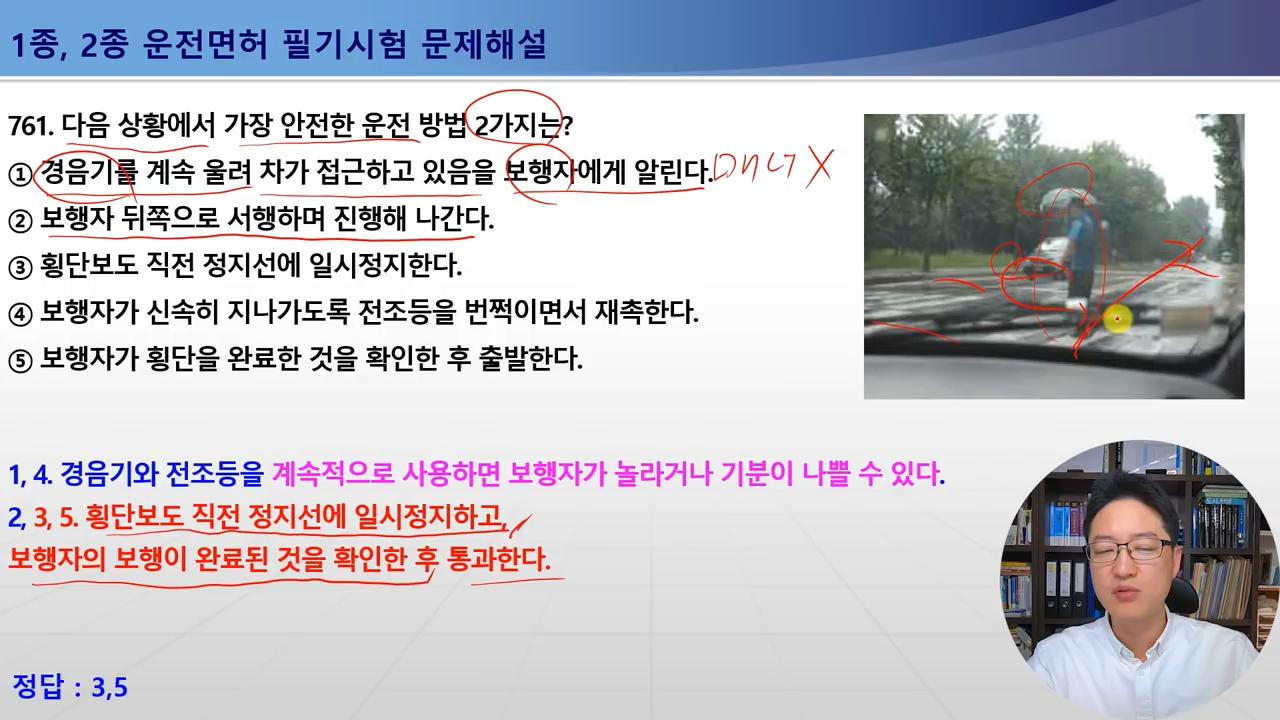 1종, 2종 운전면허 필기시험 문제해설
761. 다음 상황에서 가장 안전한 운전 방법 2가지는?
① 경음기를 계속 울려 차가 접근하고 있음을 보행자에게 알린다.
② 보행자 뒤쪽으로 서행하며 진행해 나간다.
③ 횡단보도 직전 정지선에 일시정지한다.
④ 보행자가 신속히 지나가도록 전조등을 번쩍이면서 재촉한다.
⑤ 보행자가 횡단을 완료한 것을 확인한 후 출발한다.
1, 4. 경음기와 전조등을 계속적으로 사용하면 보행자가 놀라거나 기분이 나쁠 수 있다.
2, 3, 5. 횡단보도 직전 정지선에 일시정지하고,
보행자의 보행이 완료된 것을 확인한 후 통과한다.
정답 : 3,5